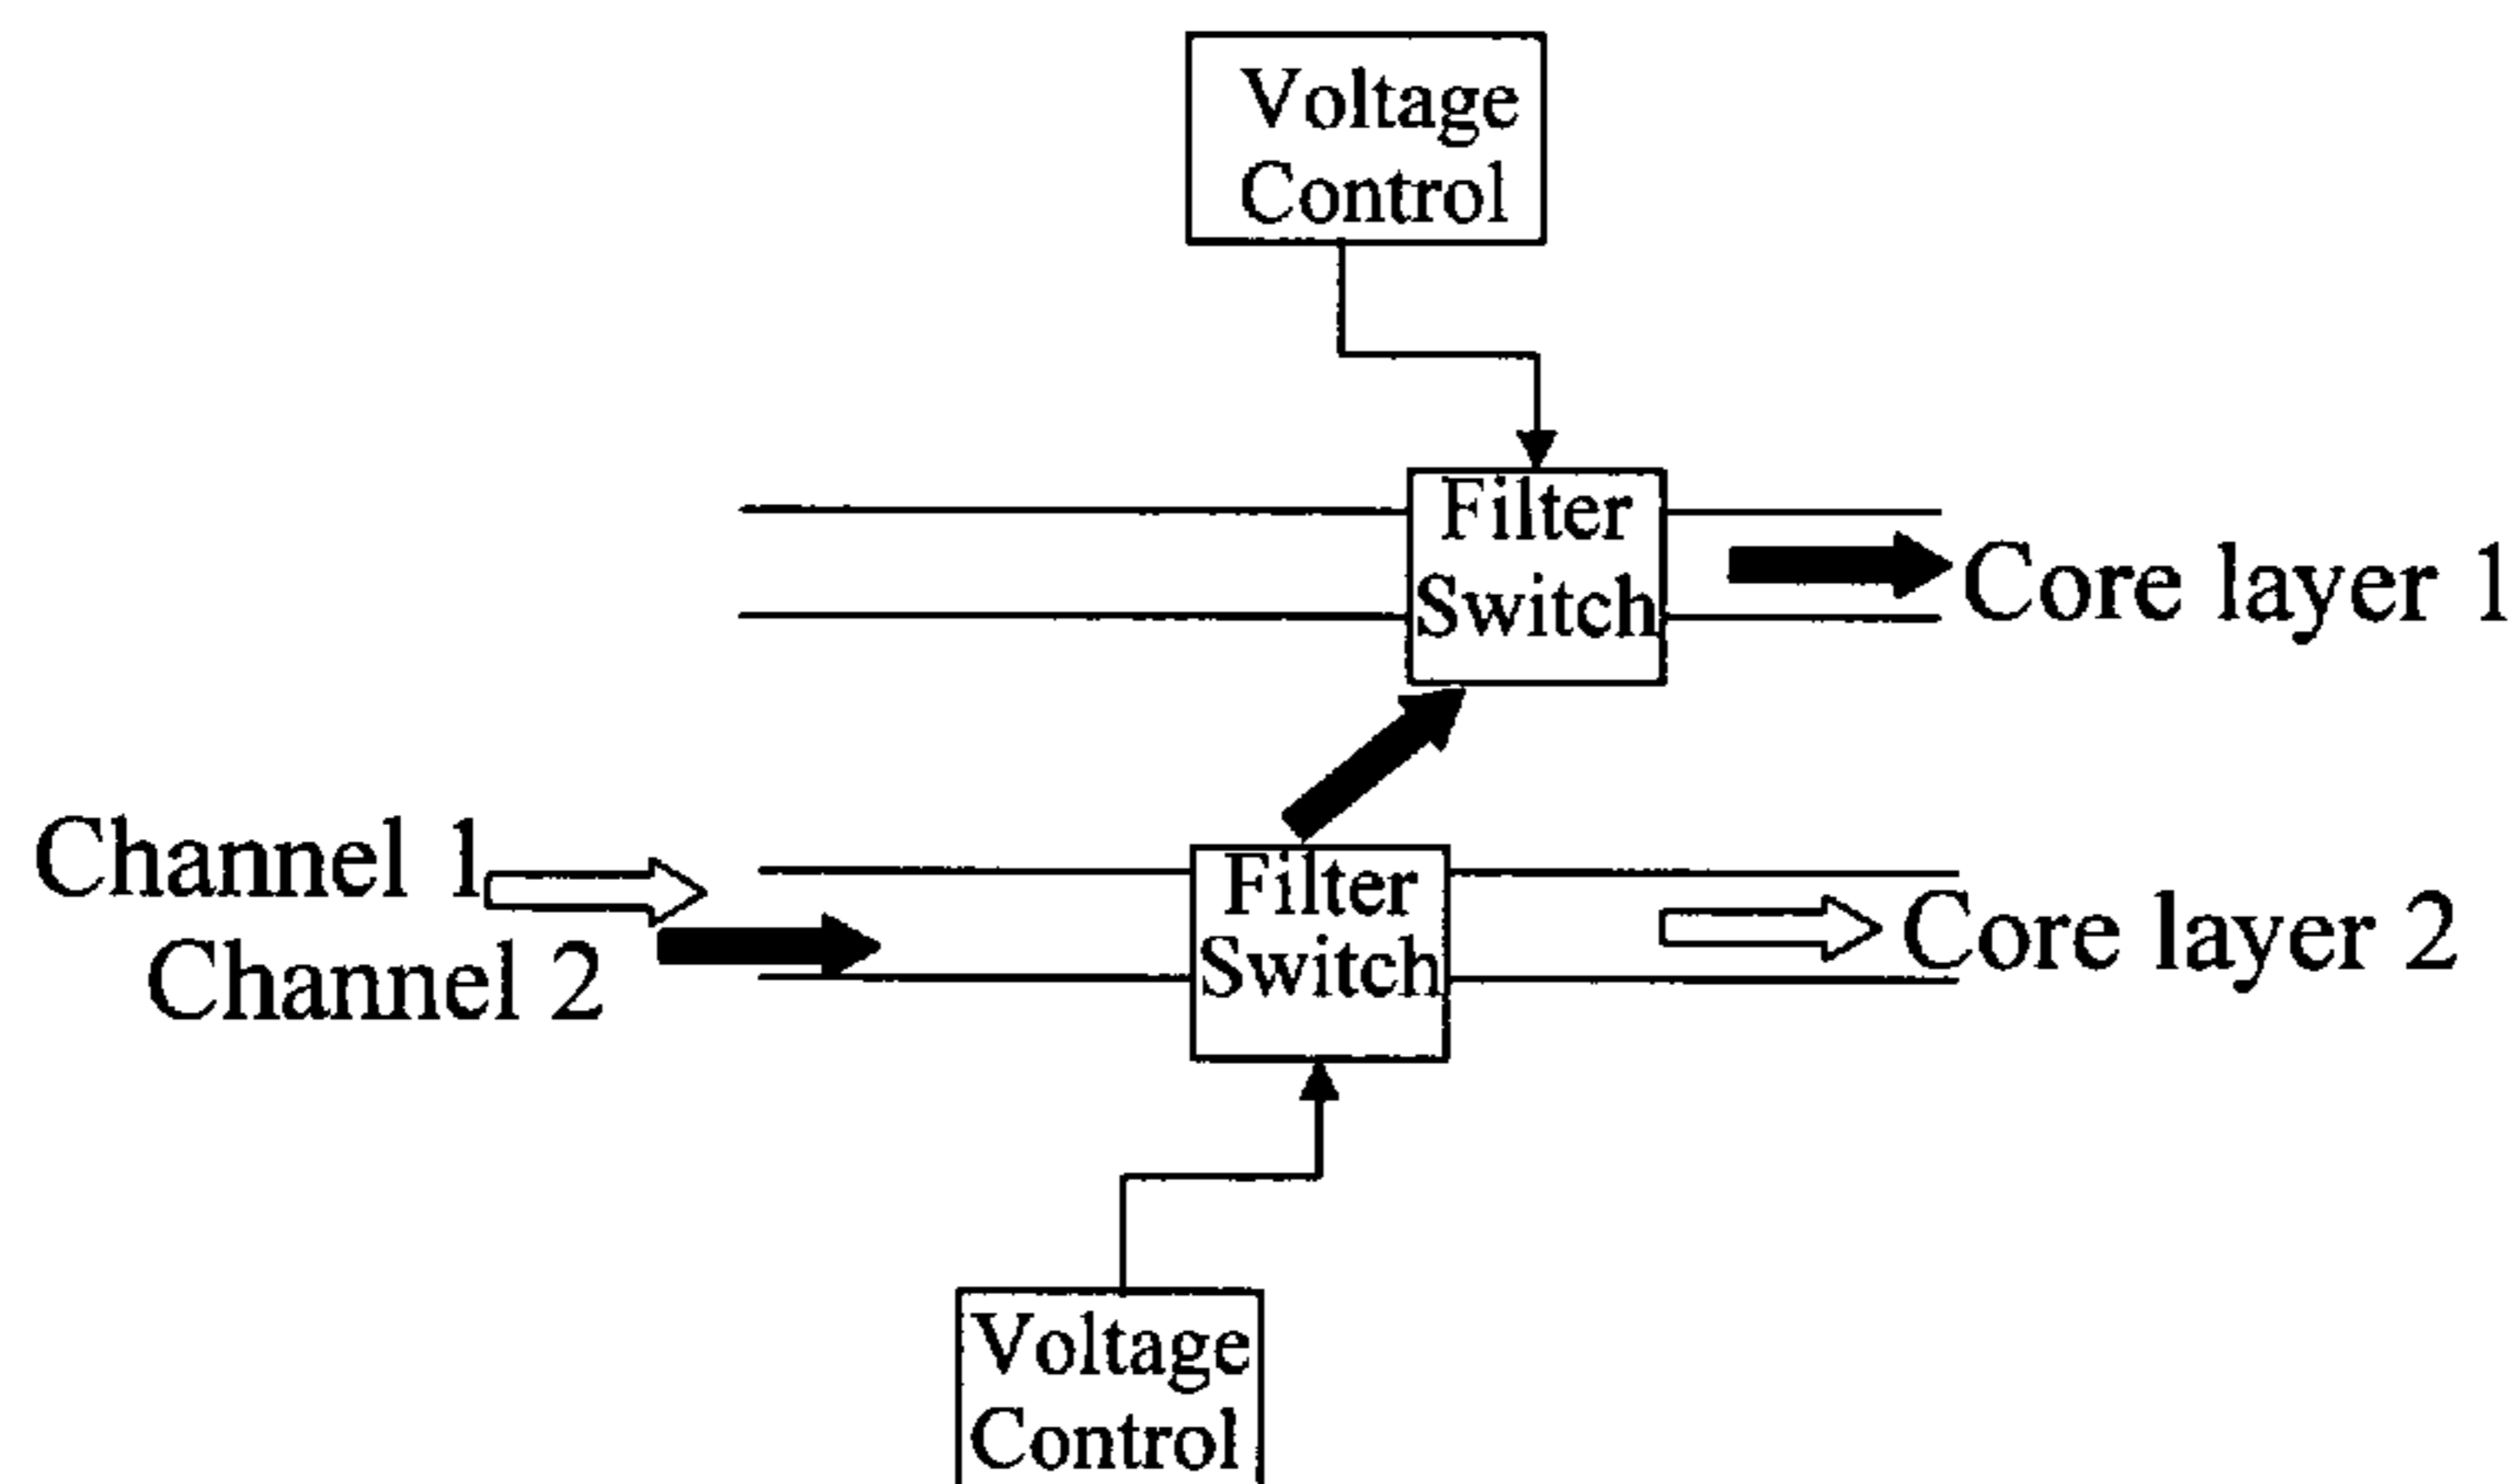 Voltage
Control
Filter
Switch
Core layer 1
Channel 1
Channel 2
Filter
Switch
Core layer 2
Voltage
Control